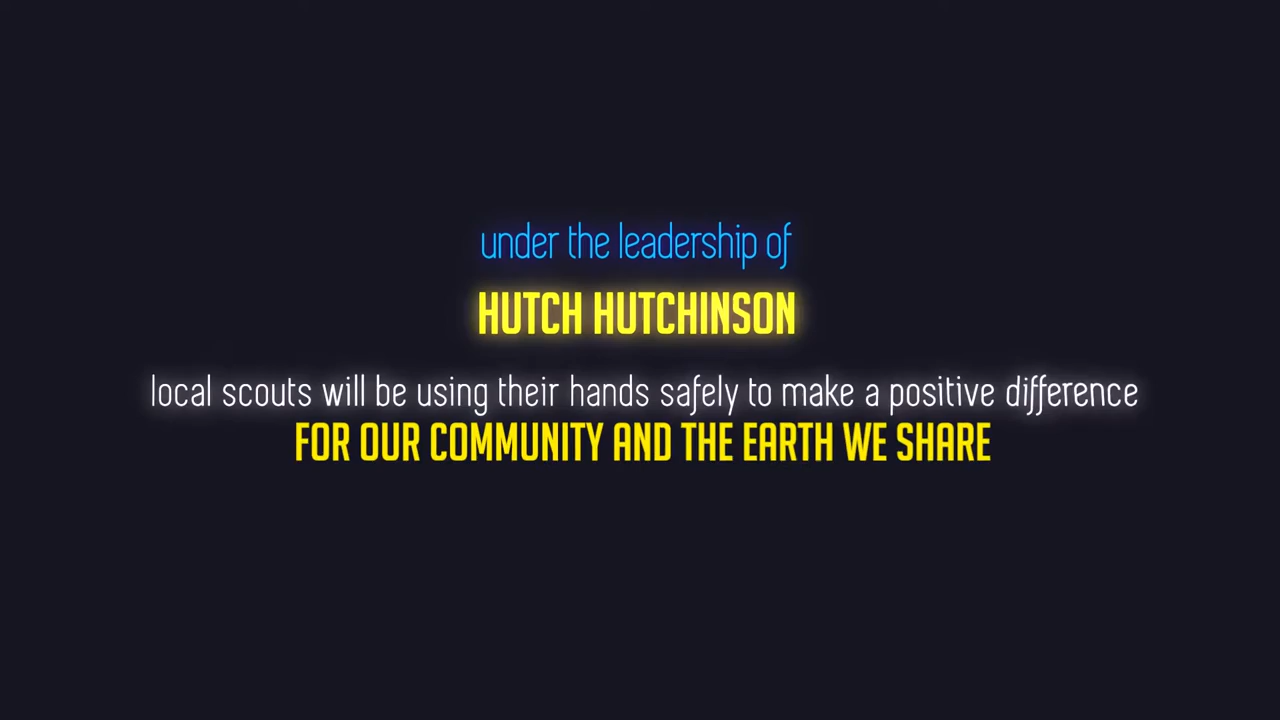 under the leadership of
HUTCH HUTCHINSON
local scouts will be using their hands safely to make a positive difference
FOR OUR COMMUNITY AND THE EARTH WE SHARE